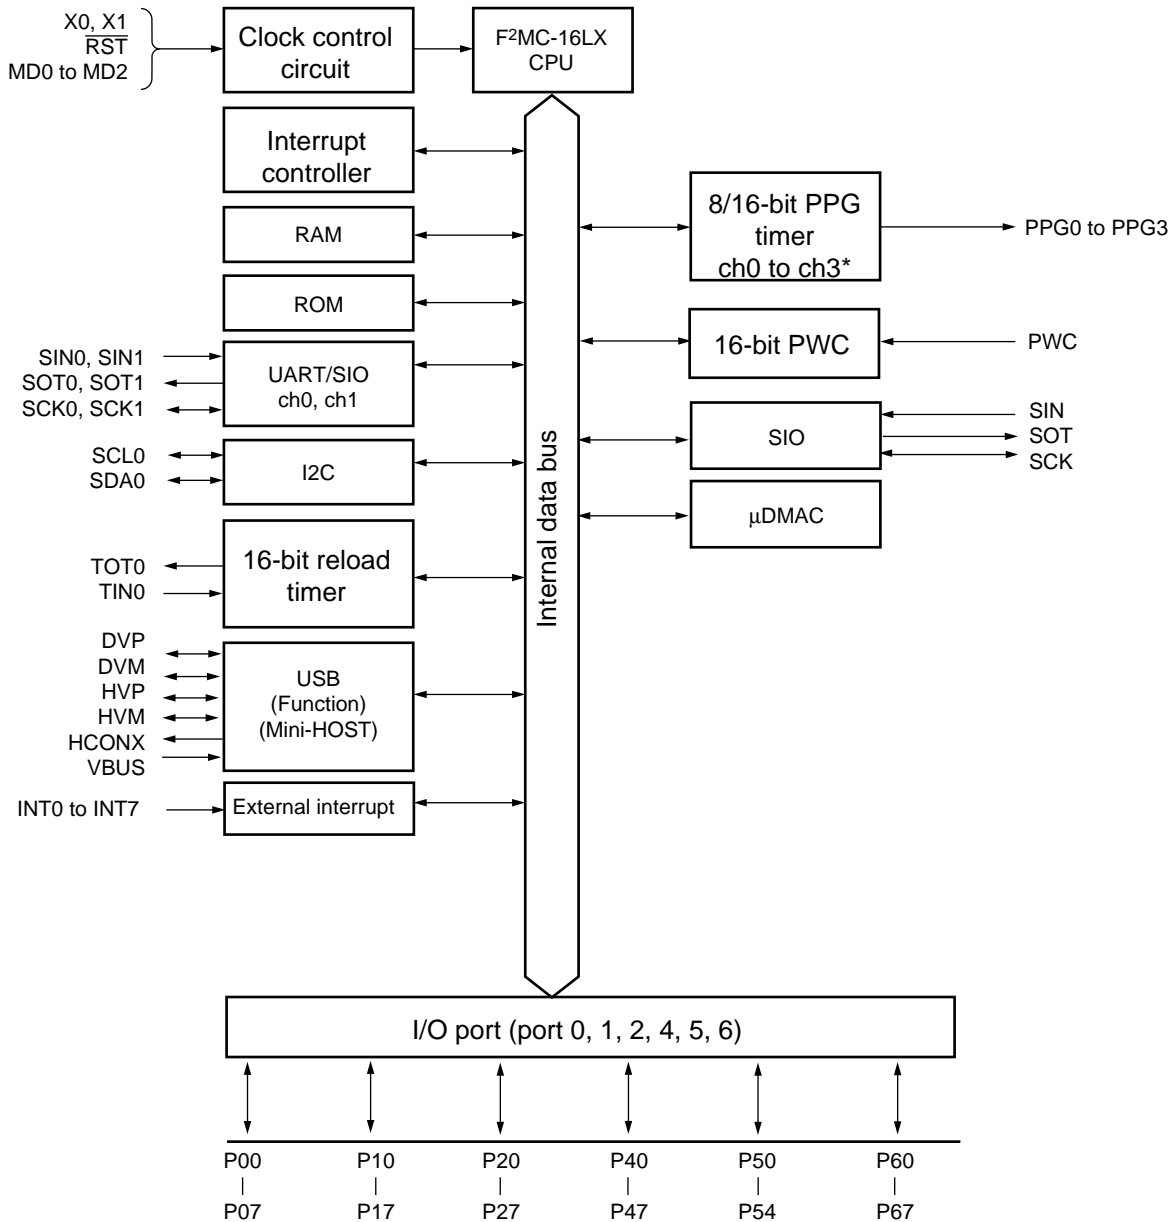 X0, X1
RST
MD0 to MD2
Clock control
circuit
F²MC-16LX
CPU
Interrupt
controller
RAM
ROM
SIN0, SIN1
SOT0, SOT1
SCK0, SCK1
UART/SIO
ch0, ch1
SCL0
SDA0
I2C
TOT0
TIN0
16-bit reload
timer
DVP
DVM
HVP
HVM
HCONX
VBUS
USB
(Function)
(Mini-HOST)
INT0 to INT7
External interrupt
Internal data bus
8/16-bit PPG
timer
ch0 to ch3*
PPG0 to PPG3
16-bit PWC
PWC
SIO
SIN
SOT
SCK
µDMAC
I/O port (port 0, 1, 2, 4, 5, 6)
P00 P10 P20 P40 P50 P60
P07 P17 P27 P47 P54 P67